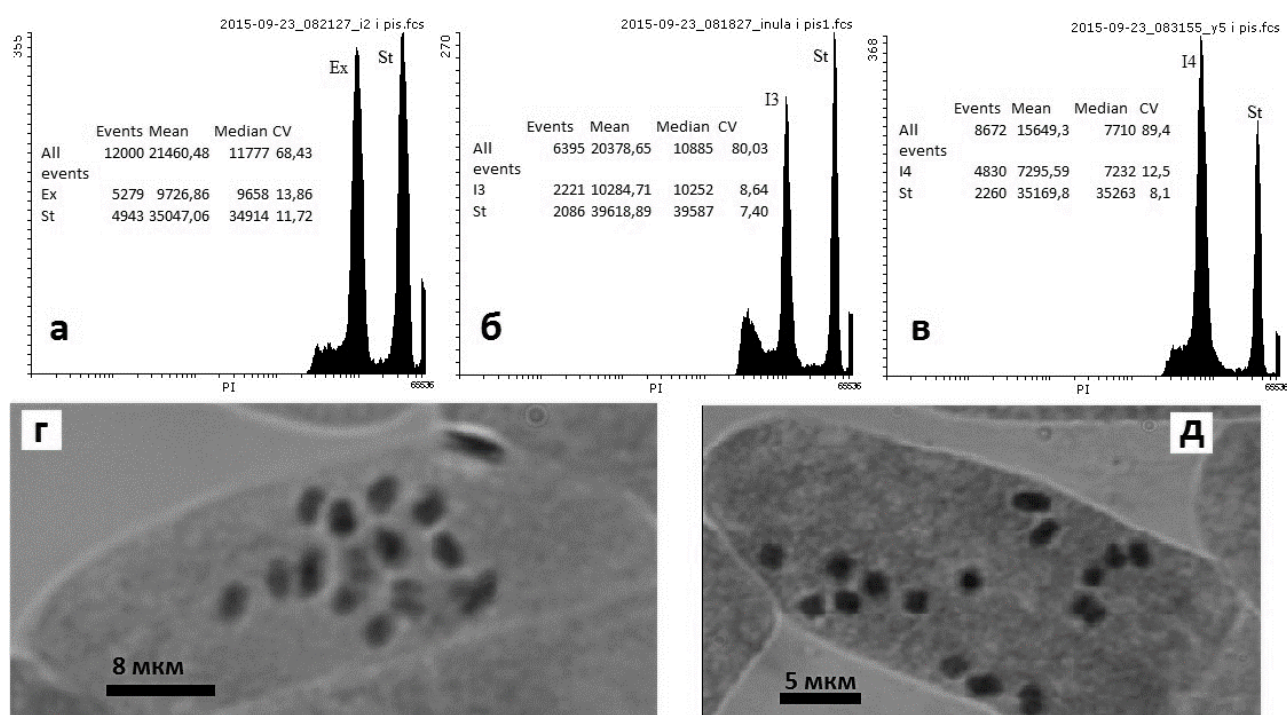 2015-09-23_082127_i2 i pis.fcs
355
Ex
St
Events Mean Median CV
All events 12000 21460,48 11777 68,43
Ex 5279 9726,86 9658 13,86
St 4943 35047,06 34914 11,72
а
PI
65536
2015-09-23_081827_inula i pis1.fcs
270
I3
St
Events Mean Median CV
All events 6395 20378,65 10885 80,03
I3 2221 10284,71 10252 8,64
St 2086 39618,89 39587 7,40
б
PI
65536
2015-09-23_083155_y5 i pis.fcs
368
I4
St
Events Mean Median CV
All events 8672 15649,3 7710 89,4
I4 4830 7295,59 7232 12,5
St 2260 35169,8 35263 8,1
в
PI
65536
г
8 мкм
д
5 мкм